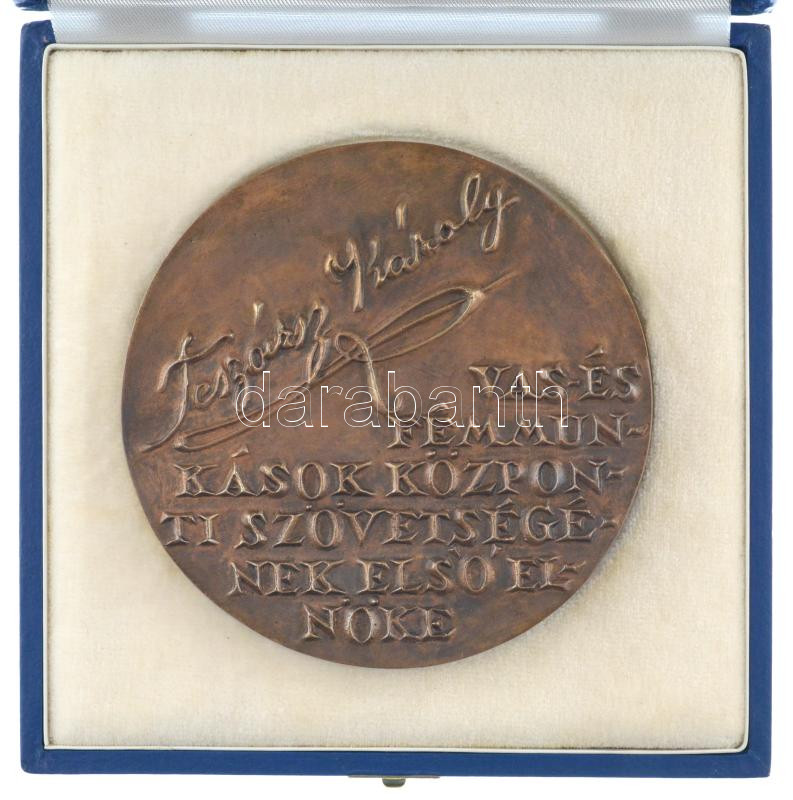 Teszársz Károly
VAS-ÉS
FÉMMUN-
KÁSOK KÖZPON-
TI SZÖVETSÉGÉ-
NEK ELSŐ EL-
NÖKE
darabanth